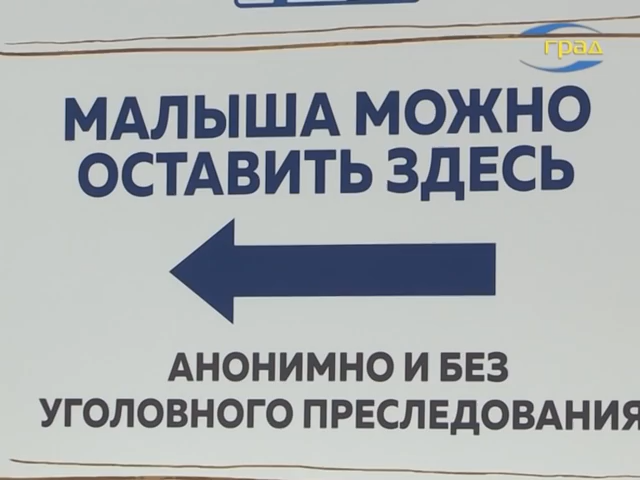 град
МАЛЫША МОЖНО
ОСТАВИТЬ ЗДЕСЬ
АНОНИМНО И БЕЗ
УГОЛОВНОГО ПРЕСЛЕДОВАНИЯ